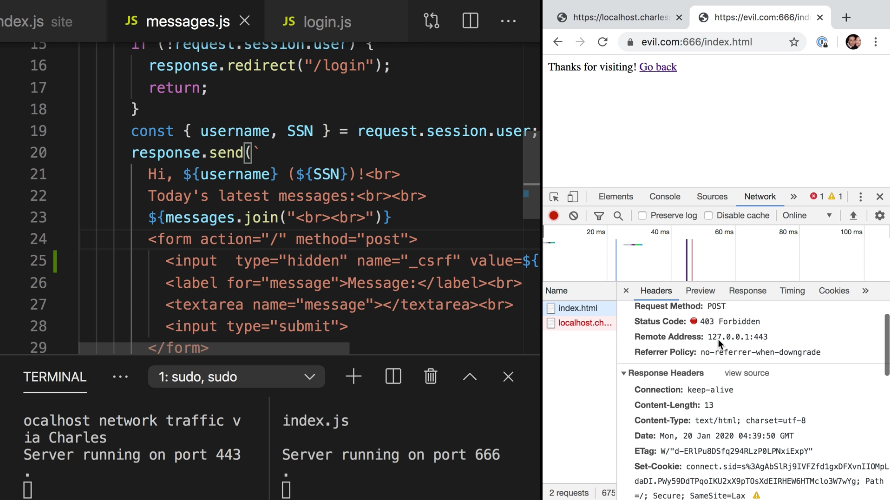 ndex.js site
JS messages.js
JS login.js
15 if (!request.session.user) {
16 response.redirect("/login");
17 return;
18 }
19 const { username, SSN } = request.session.user;
20 response.send(`
21 Hi, ${username} (${SSN})!<br>
22 Today's latest messages:<br><br>
23 ${messages.join("<br><br>")}
24 <form action="/" method="post">
25 <input type="hidden" name="_csrf" value=${
26 <label for="message">Message:</label><br>
27 <textarea name="message"></textarea><br>
28 <input type="submit">
29 </form>
TERMINAL
1: sudo, sudo
ocalhost network traffic v
ia Charles
Server running on port 443
.
index.js
Server running on port 666
.
https://localhost.charles
https://evil.com:666/inde
evil.com:666/index.html
Thanks for visiting! Go back
Elements Console Sources Network » 1 1
Preserve log Disable cache Online
20 ms 40 ms 60 ms 80 ms 100 ms
Name
index.html
localhost.ch...
2 requests 675
Headers Preview Response Timing Cookies »
Request Method: POST
Status Code: 403 Forbidden
Remote Address: 127.0.0.1:443
Referrer Policy: no-referrer-when-downgrade
Response Headers view source
Connection: keep-alive
Content-Length: 13
Content-Type: text/html; charset=utf-8
Date: Mon, 20 Jan 2020 04:39:50 GMT
ETag: W/"d-ERlPu8DSfq294RLzP0LPNxiExpY"
Set-Cookie: connect.sid=s%3AgAbSlRj9IVFZfd1gxDFXvnIIOMpL
daDI.PWy59DdTPqoIKU2xX9pTOsXdEIRHEW6HTMclo3W7wYg; Path
=/; Secure; SameSite=Lax